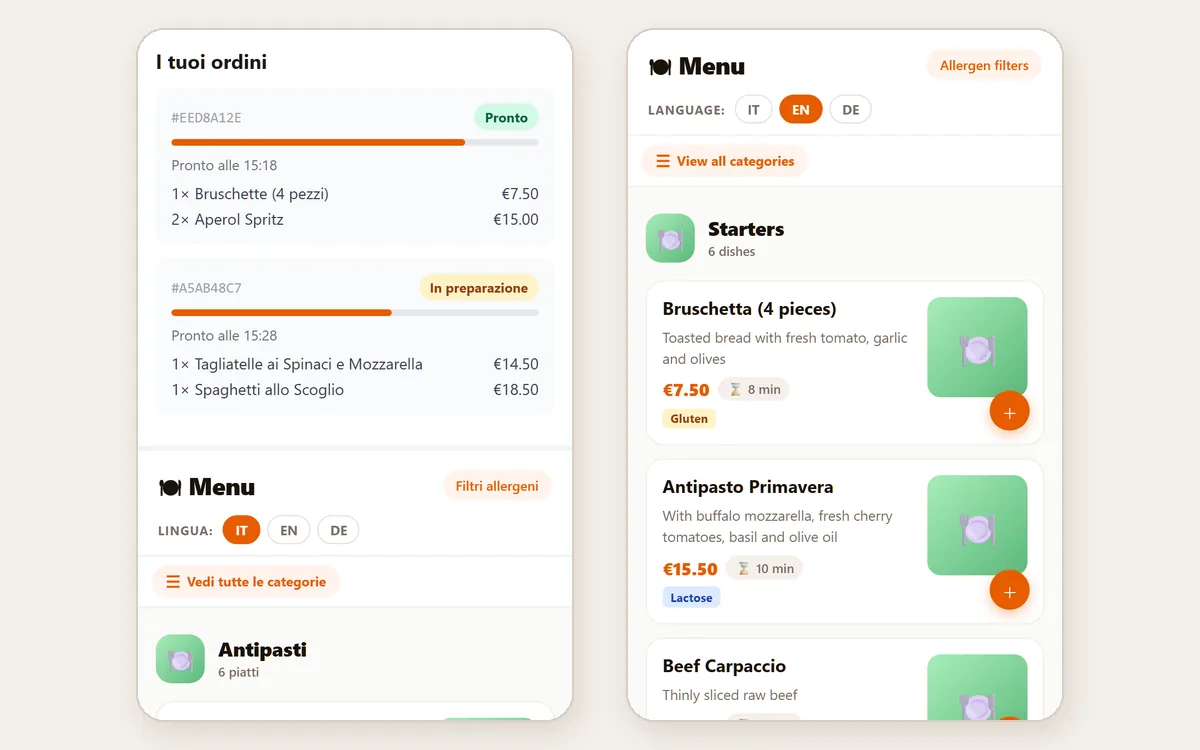 I tuoi ordini
#EED8A12E
Pronto
Pronto alle 15:18
1× Bruschette (4 pezzi) €7.50
2× Aperol Spritz €15.00
#A5AB48C7
In preparazione
Pronto alle 15:28
1× Tagliatelle ai Spinaci e Mozzarella €14.50
1× Spaghetti allo Scoglio €18.50
Menu
Filtri allergeni
LINGUA: IT EN DE
☰ Vedi tutte le categorie
Antipasti
6 piatti
Menu
Allergen filters
LANGUAGE: IT EN DE
☰ View all categories
Starters
6 dishes
Bruschetta (4 pieces)
Toasted bread with fresh tomato, garlic
and olives
€7.50 8 min
Gluten
+
Antipasto Primavera
With buffalo mozzarella, fresh cherry
tomatoes, basil and olive oil
€15.50 10 min
Lactose
+
Beef Carpaccio
Thinly sliced raw beef